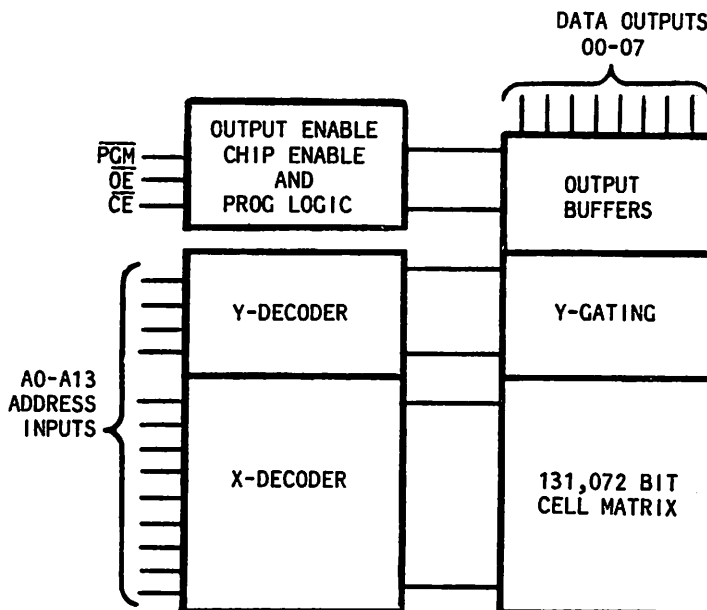 DATA OUTPUTS
00-07
OUTPUT ENABLE
CHIP ENABLE
AND
PROG LOGIC
PGM
OE
CE
OUTPUT
BUFFERS
Y-DECODER
Y-GATING
A0-A13
ADDRESS
INPUTS
X-DECODER
131,072 BIT
CELL MATRIX